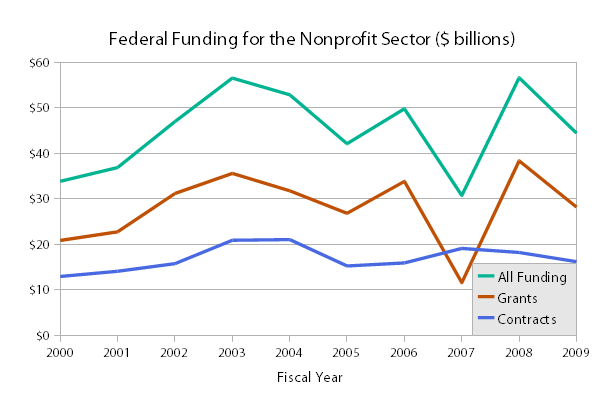 Federal Funding for the Nonprofit Sector ($ billions)
$60
$50
$40
$30
$20
$10
$0
All Funding
Grants
Contracts
2000 2001 2002 2003 2004 2005 2006 2007 2008 2009
Fiscal Year